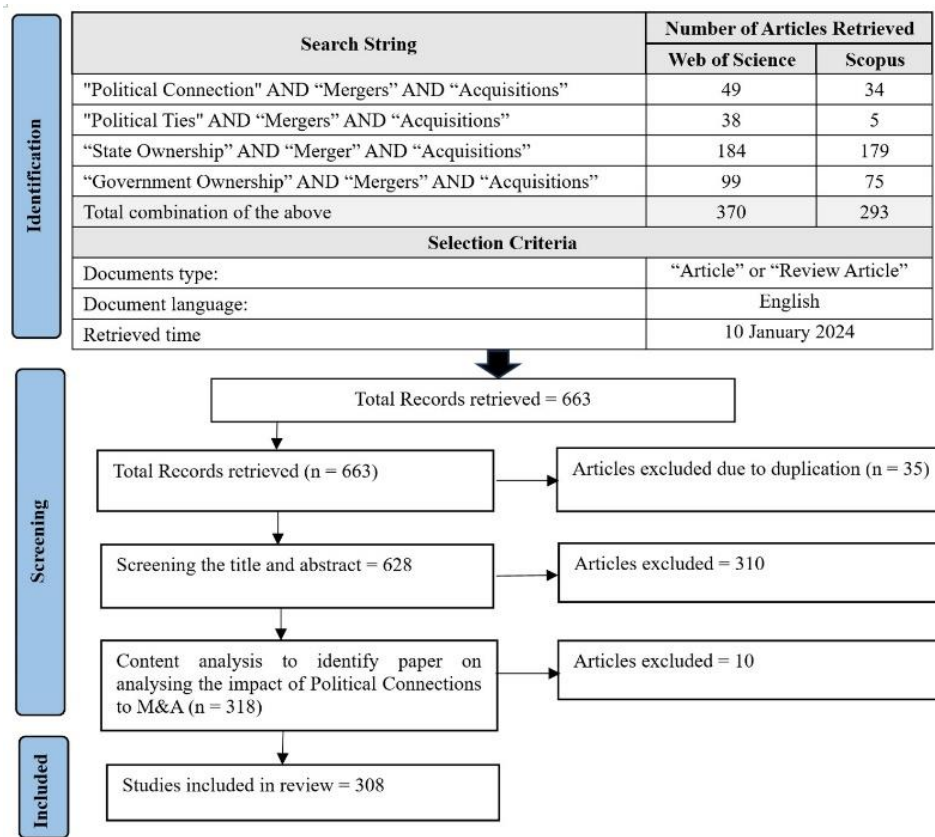 Identification
Search String
Number of Articles Retrieved
Web of Science
Scopus
"Political Connection" AND “Mergers” AND “Acquisitions”
49
34
"Political Ties" AND “Mergers” AND “Acquisitions”
38
5
“State Ownership” AND “Merger” AND “Acquisitions”
184
179
“Government Ownership” AND “Mergers” AND “Acquisitions”
99
75
Total combination of the above
370
293
Selection Criteria
Documents type:
“Article” or “Review Article”
Document language:
English
Retrieved time
10 January 2024
Screening
Total Records retrieved = 663
Total Records retrieved (n = 663)
Articles excluded due to duplication (n = 35)
Screening the title and abstract = 628
Articles excluded = 310
Content analysis to identify paper on
analysing the impact of Political Connections
to M&A (n = 318)
Articles excluded = 10
Included
Studies included in review = 308